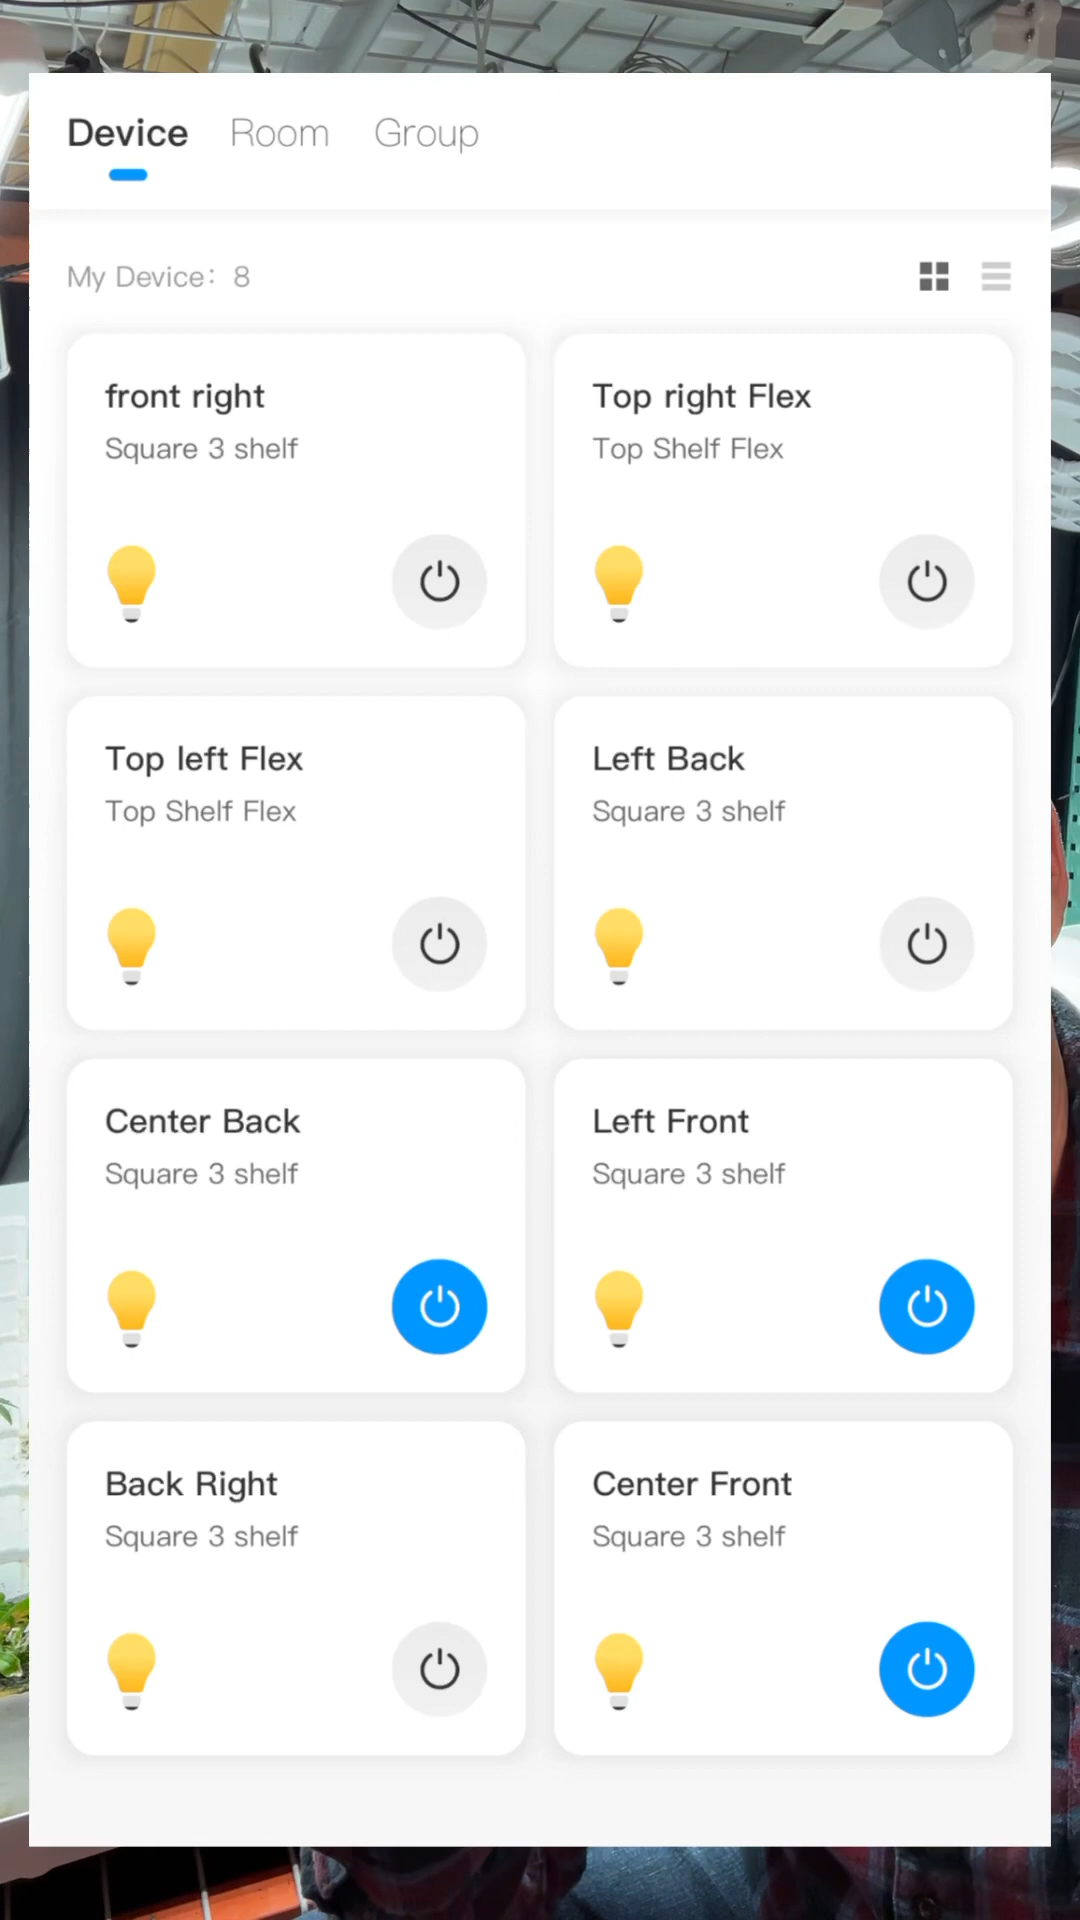 Device Room Group
My Device: 8
front right
Square 3 shelf
Top right Flex
Top Shelf Flex
Top left Flex
Top Shelf Flex
Left Back
Square 3 shelf
Center Back
Square 3 shelf
Left Front
Square 3 shelf
Back Right
Square 3 shelf
Center Front
Square 3 shelf